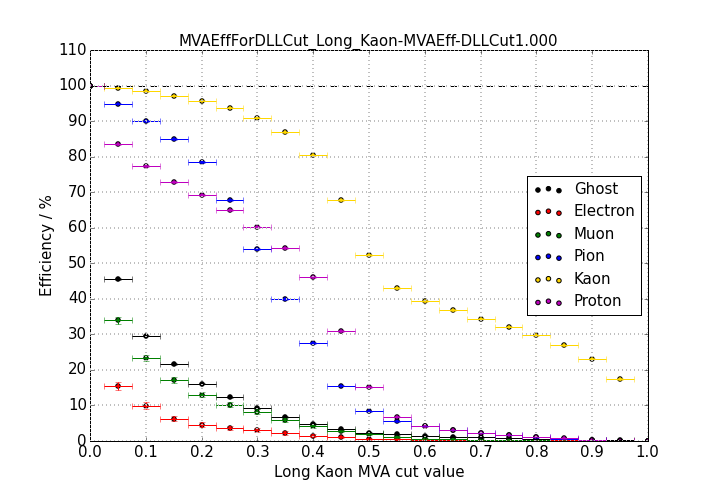 MVAEffForDLLCut_Long_Kaon-MVAEff-DLLCut1.000
110
100
90
80
70
60
50
40
30
20
10
0
Efficiency / %
Ghost
Electron
Muon
Pion
Kaon
Proton
0.0 0.1 0.2 0.3 0.4 0.5 0.6 0.7 0.8 0.9 1.0
Long Kaon MVA cut value